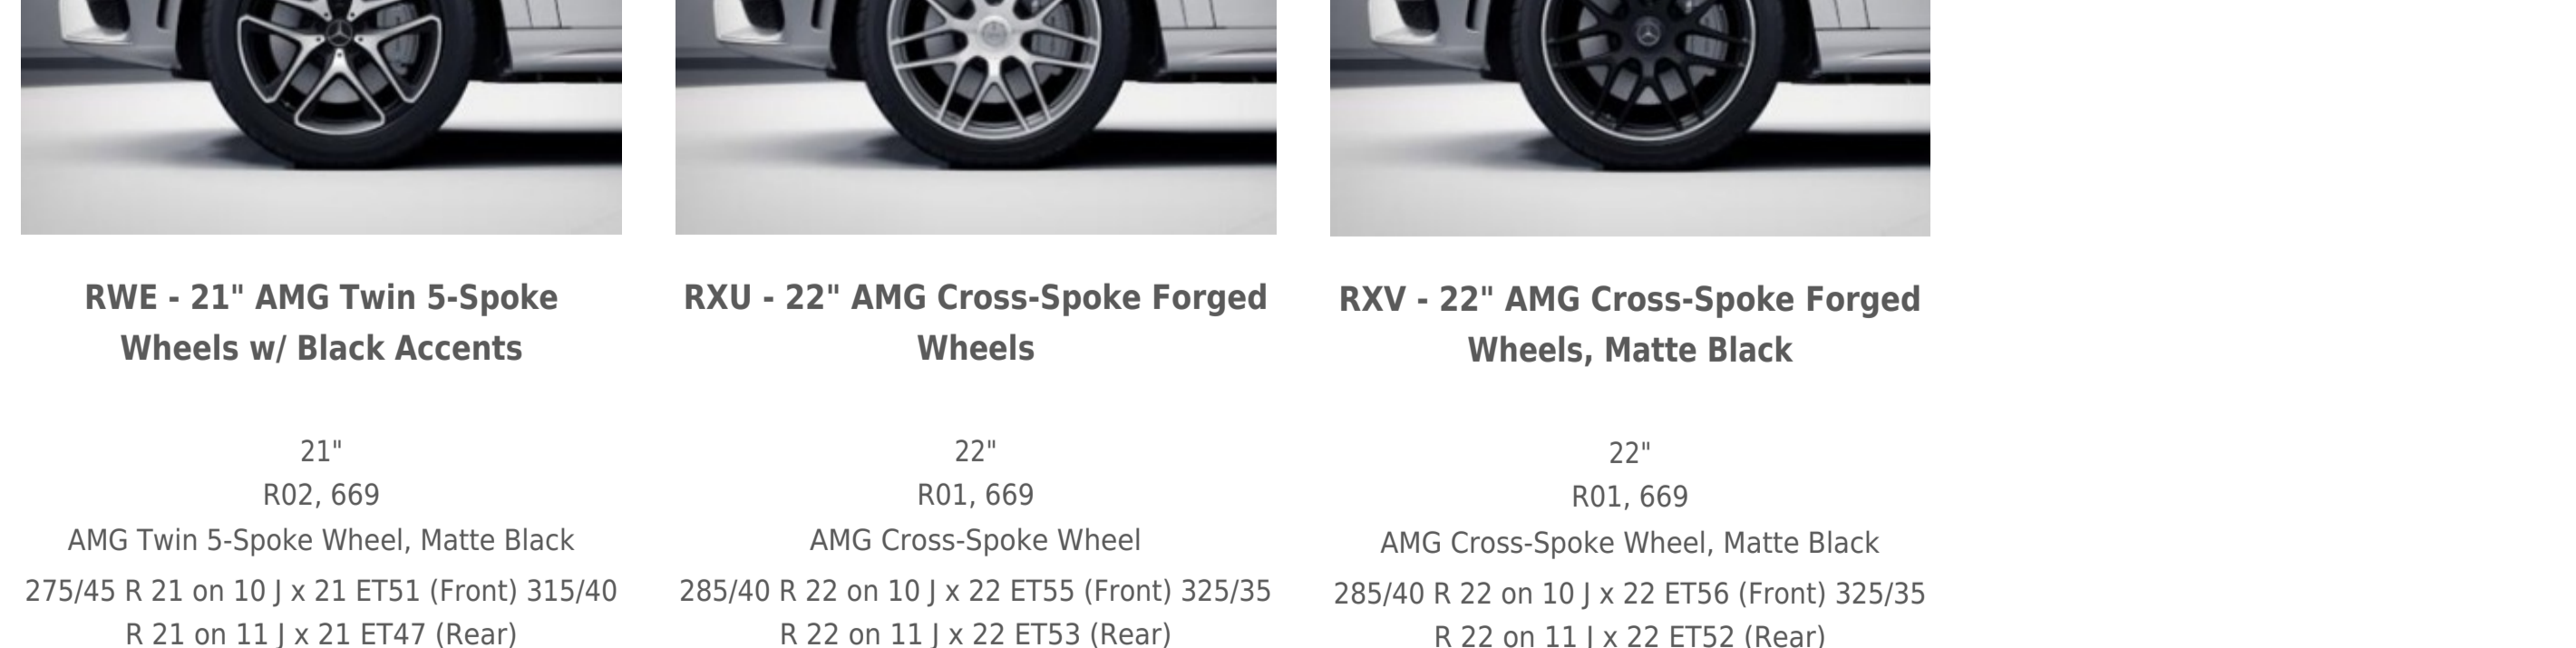 RWE - 21" AMG Twin 5-Spoke
Wheels w/ Black Accents
21"
R02, 669
AMG Twin 5-Spoke Wheel, Matte Black
275/45 R 21 on 10 J x 21 ET51 (Front) 315/40
R 21 on 11 J x 21 ET47 (Rear)
RXU - 22" AMG Cross-Spoke Forged
Wheels
22"
R01, 669
AMG Cross-Spoke Wheel
285/40 R 22 on 10 J x 22 ET55 (Front) 325/35
R 22 on 11 J x 22 ET53 (Rear)
RXV - 22" AMG Cross-Spoke Forged
Wheels, Matte Black
22"
R01, 669
AMG Cross-Spoke Wheel, Matte Black
285/40 R 22 on 10 J x 22 ET56 (Front) 325/35
R 22 on 11 J x 22 ET52 (Rear)